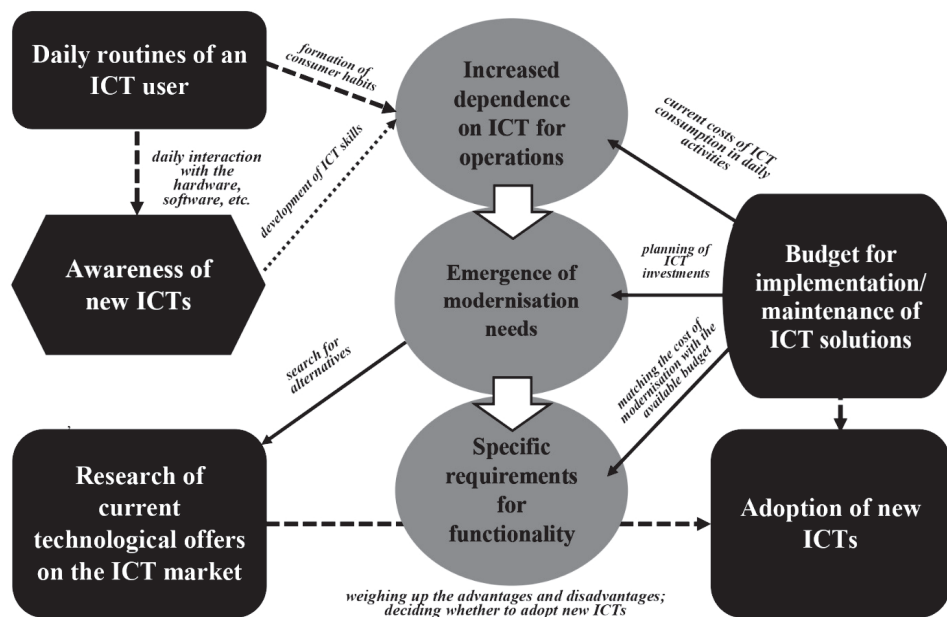 Daily routines of an
ICT user
formation of
consumer habits
Increased
dependence
on ICT for
operations
current costs of ICT
consumption in daily
activities
daily interaction
with the
hardware,
software, etc.
development of ICT skills
Awareness of
new ICTs
Emergence of
modernisation
needs
planning of
ICT
investments
Budget for
implementation/
maintenance of
ICT solutions
search for
alternatives
matching the cost of
modernisation with the
available budget
Research of
current
technological offers
on the ICT market
Specific
requirements
for
functionality
Adoption of new
ICTs
weighing up the advantages and disadvantages;
deciding whether to adopt new ICTs